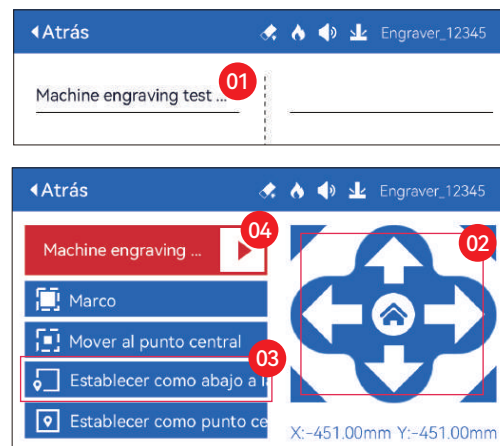 Atrás Engraver_12345
01
Machine engraving test ...
Atrás Engraver_12345
04
Machine engraving ...
02
Marco
Mover al punto central
03
Establecer como abajo a la
Establecer como punto ce
X:-451.00mm Y:-451.00mm